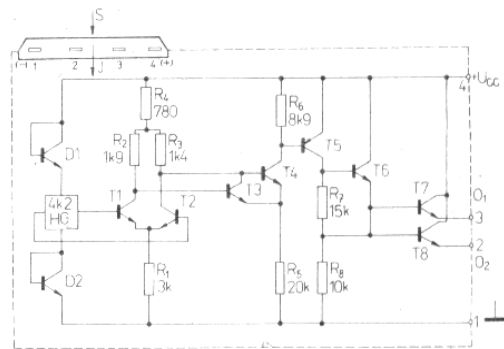 S
(-) 1 2 J 3 4 (+)
4 +Ucc
R4
780
R6
8k9
R2
1k9
R3
1k4
D1
T5
T4
T6
T3
4k2
HG
T1
T2
R7
15k
T7
O1
3
T8
2
O2
D2
R1
3k
R5
20k
R8
10k
1